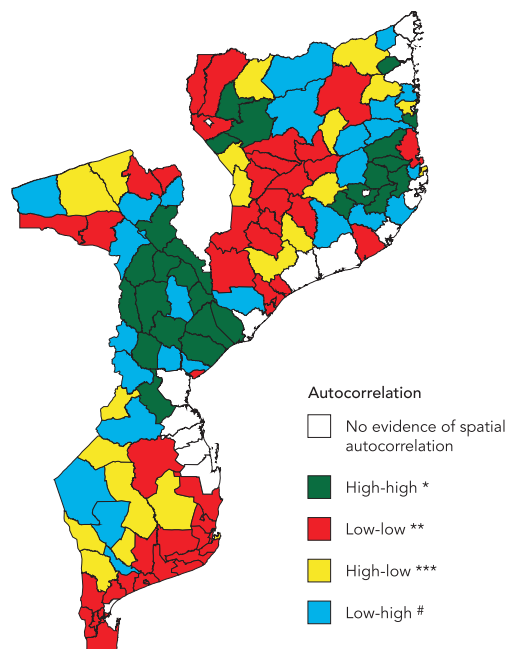 Autocorrelation
No evidence of spatial
autocorrelation
High-high *
Low-low **
High-low ***
Low-high #